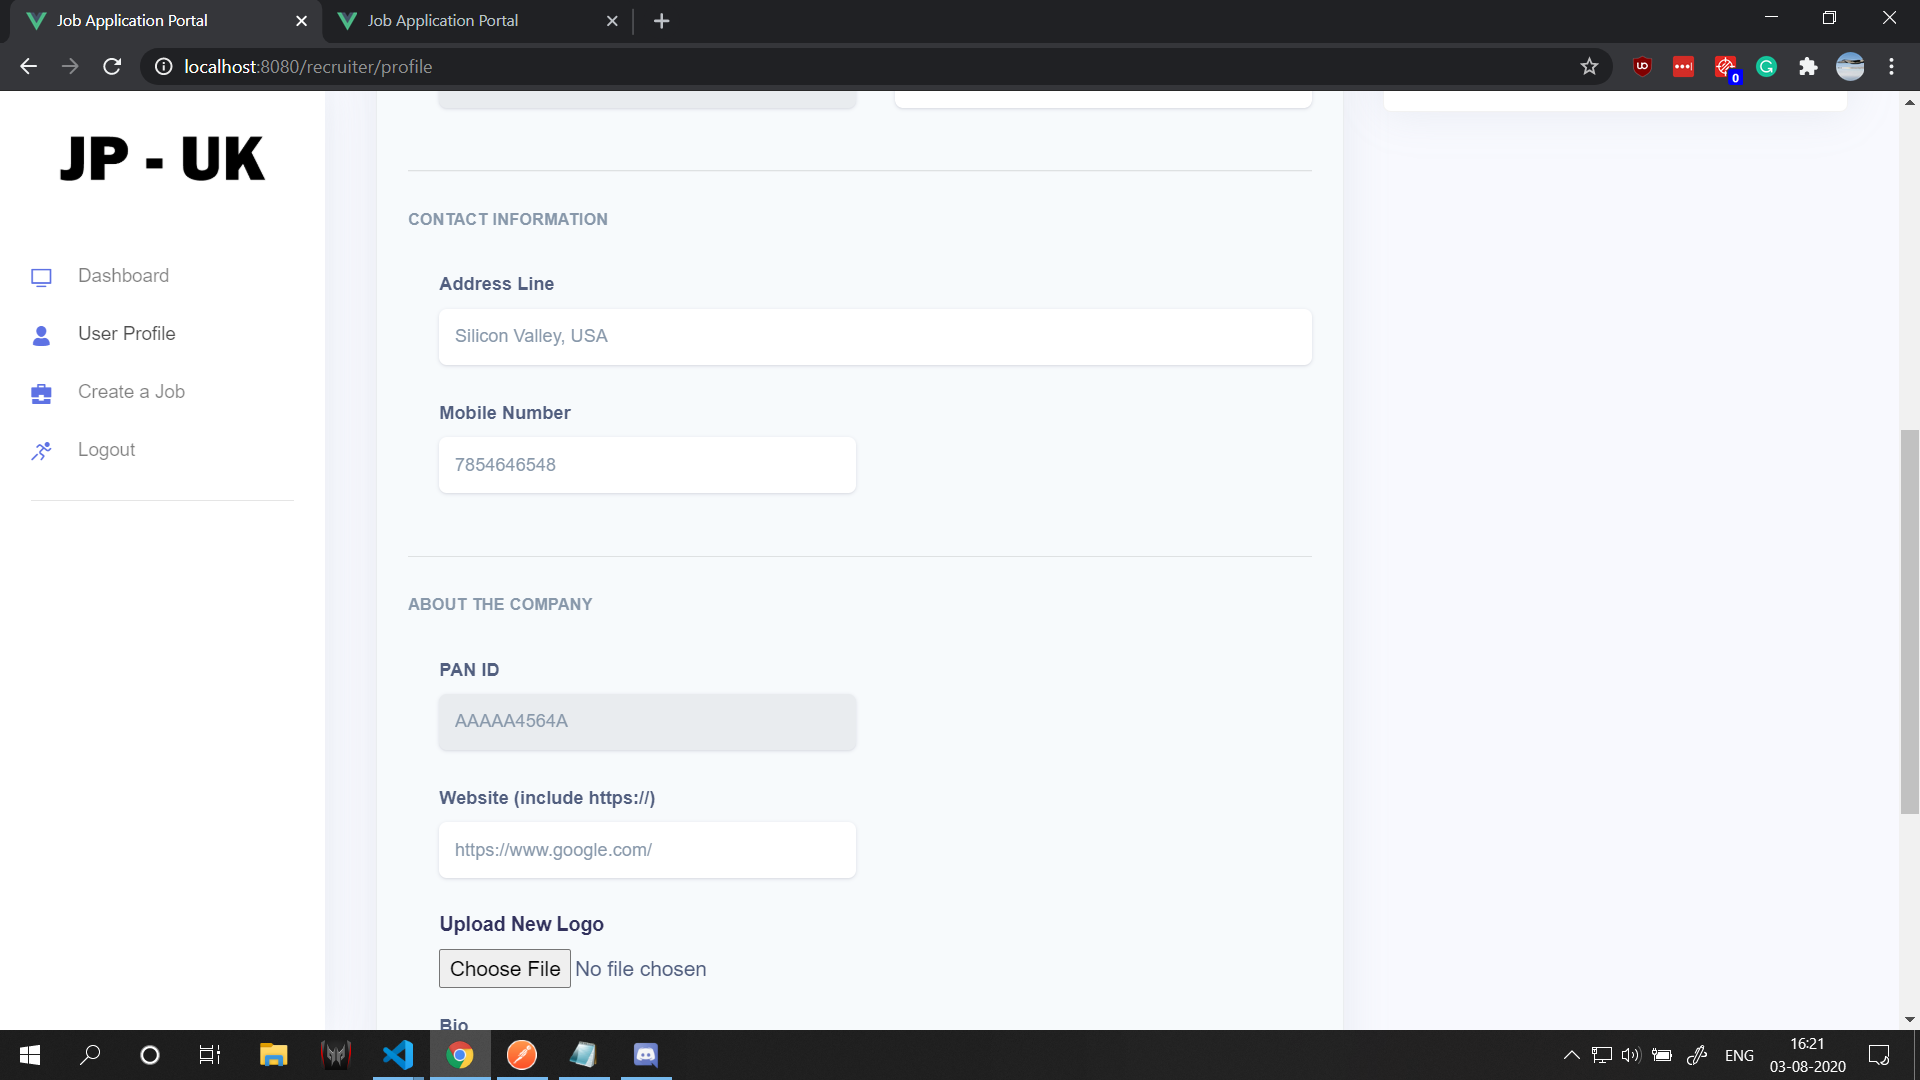 Job Application Portal
Job Application Portal
localhost:8080/recruiter/profile
0
JP - UK
Dashboard
User Profile
Create a Job
Logout
CONTACT INFORMATION
Address Line
Silicon Valley, USA
Mobile Number
7854646548
ABOUT THE COMPANY
PAN ID
AAAAA4564A
Website (include https://)
https://www.google.com/
Upload New Logo
Choose File No file chosen
Bio
ENG
16:21
03-08-2020